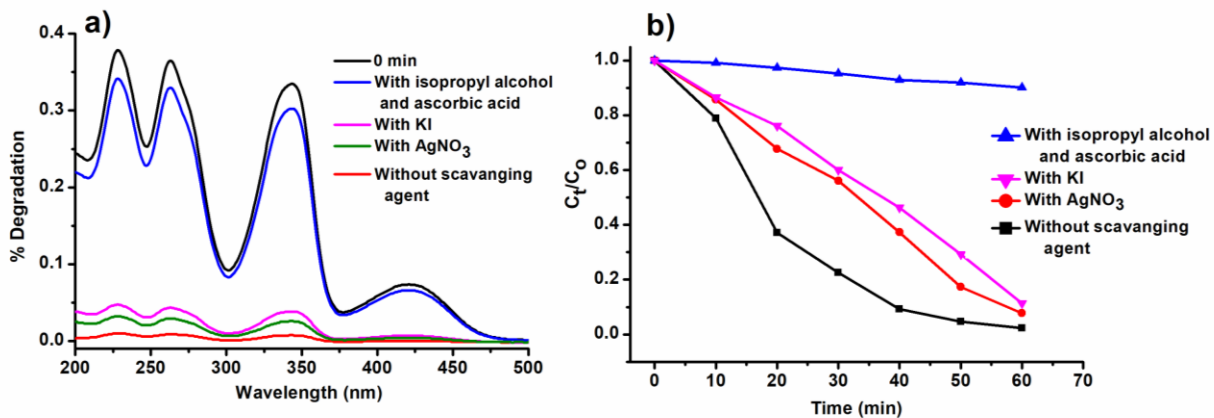 a)
% Degradation
0.4
0.3
0.2
0.1
0.0
0 min
With isopropyl alcohol
and ascorbic acid
With KI
With AgNO3
Without scavanging
agent
200 250 300 350 400 450 500
Wavelength (nm)
b)
Ct/Co
1.0
0.8
0.6
0.4
0.2
0.0
With isopropyl alcohol
and ascorbic acid
With KI
With AgNO3
Without scavanging
agent
0 10 20 30 40 50 60 70
Time (min)